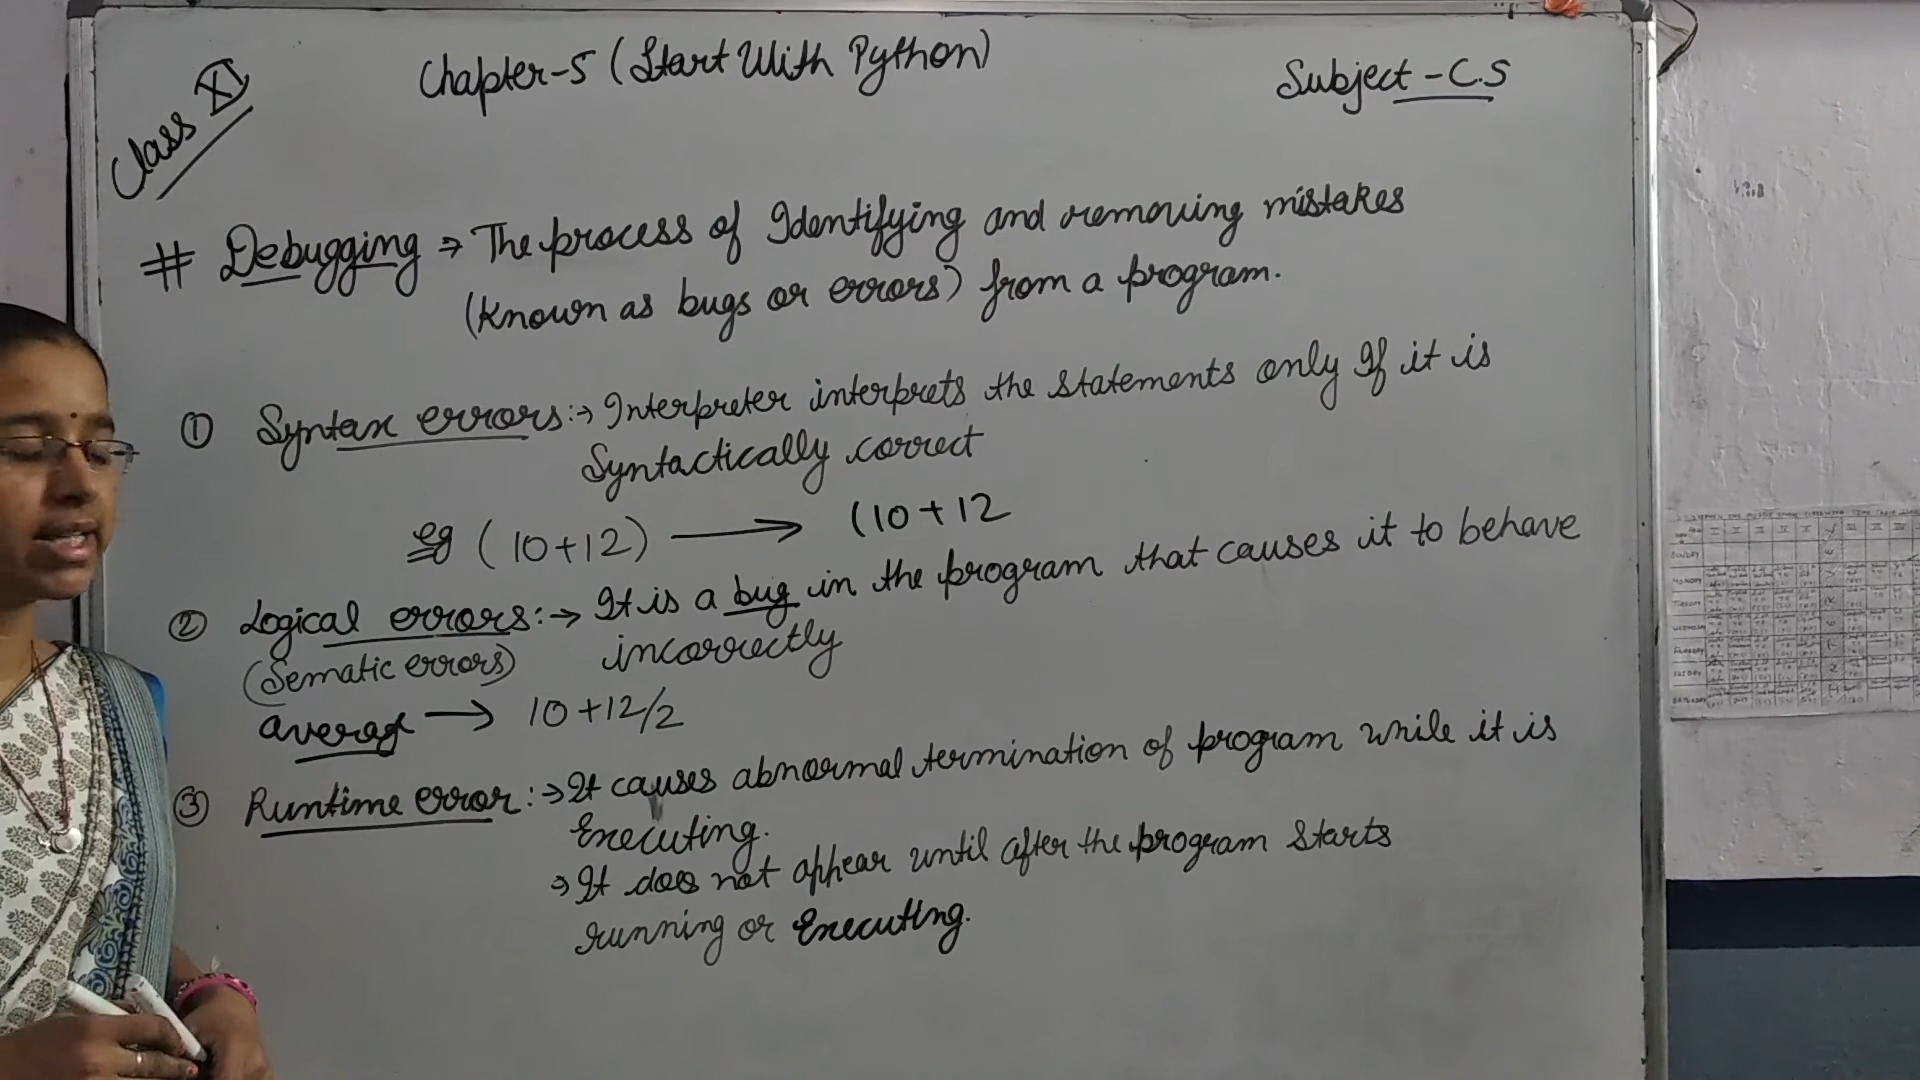 Class XI
Chapter-5 (Start With Python)
Subject - C.S
# Debugging ⇒ The process of Identifying and removing mistakes
(Known as bugs or errors) from a program.
① Syntax errors :→ Interpreter interprets the statements only If it is
Syntactically correct
eg (10+12) → (10+12
② Logical errors :→ It is a bug in the program that causes it to behave
(Sematic errors) incorrectly
average → 10+12/2
③ Runtime error :→ It causes abnormal termination of program while it is
Executing.
⇒ It does not appear until after the program Starts
running or Executing.